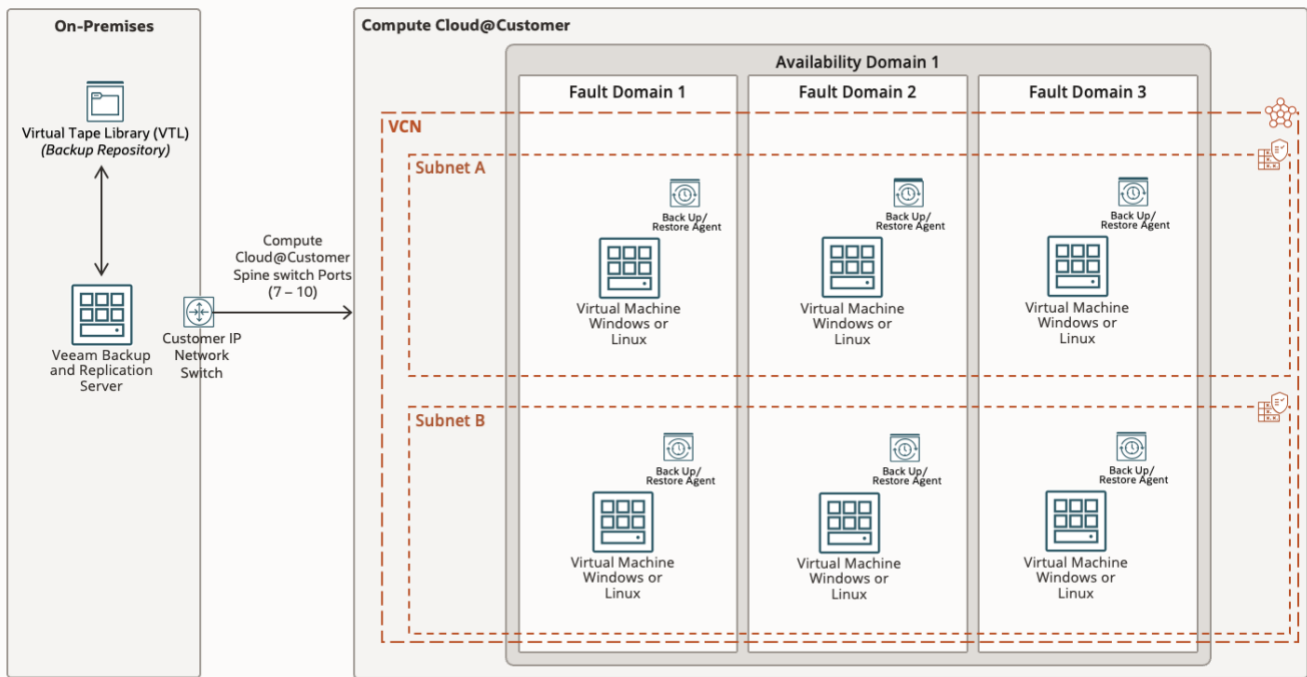 On-Premises
Virtual Tape Library (VTL)
(Backup Repository)
Veeam Backup
and Replication
Server
Customer IP
Network
Switch
Compute
Cloud@Customer
Spine switch Ports
(7 – 10)
Compute Cloud@Customer
Availability Domain 1
Fault Domain 1
Fault Domain 2
Fault Domain 3
VCN
Subnet A
Back Up/
Restore Agent
Virtual Machine
Windows or
Linux
Back Up/
Restore Agent
Virtual Machine
Windows or
Linux
Back Up/
Restore Agent
Virtual Machine
Windows or
Linux
Subnet B
Back Up/
Restore Agent
Virtual Machine
Windows or
Linux
Back Up/
Restore Agent
Virtual Machine
Windows or
Linux
Back Up/
Restore Agent
Virtual Machine
Windows or
Linux